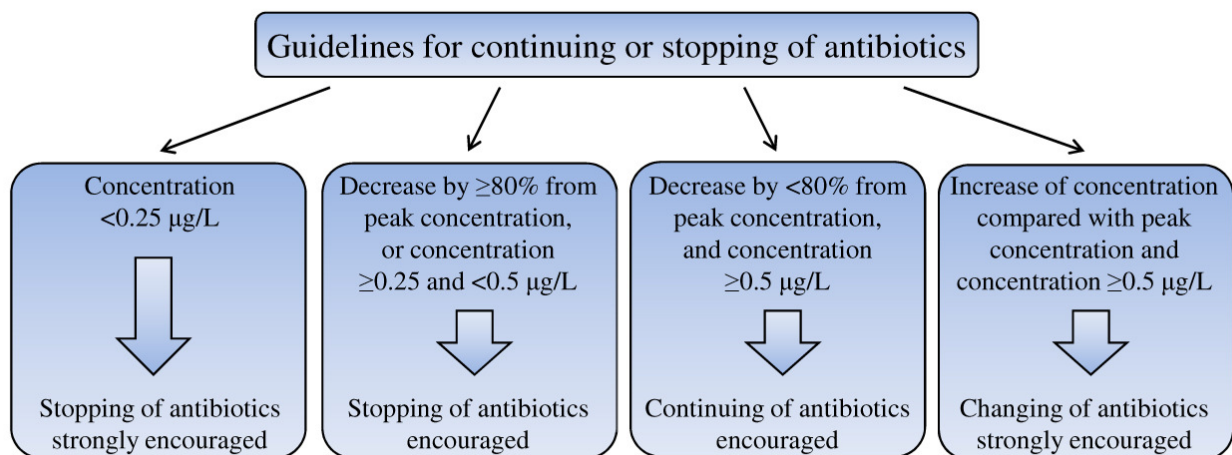 Guidelines for continuing or stopping of antibiotics
Concentration
<0.25 μg/L
Stopping of antibiotics
strongly encouraged
Decrease by ≥80% from
peak concentration,
or concentration
≥0.25 and <0.5 μg/L
Stopping of antibiotics
encouraged
Decrease by <80% from
peak concentration,
and concentration
≥0.5 μg/L
Continuing of antibiotics
encouraged
Increase of concentration
compared with peak
concentration and
concentration ≥0.5 μg/L
Changing of antibiotics
strongly encouraged